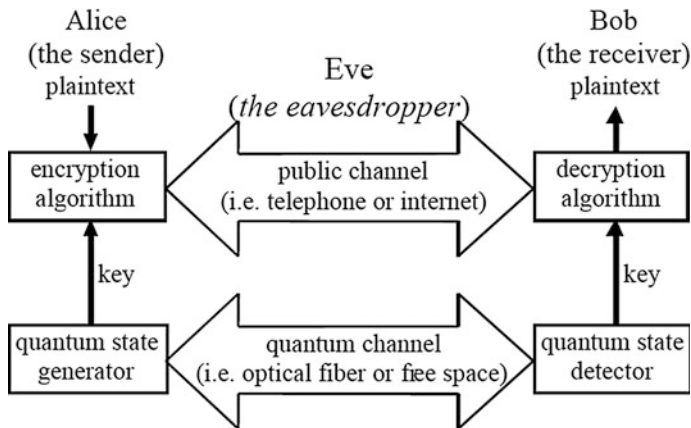 Alice
(the sender)
plaintext
Eve
(the eavesdropper)
Bob
(the receiver)
plaintext
encryption
algorithm
public channel
(i.e. telephone or internet)
decryption
algorithm
key
key
quantum state
generator
quantum channel
(i.e. optical fiber or free space)
quantum state
detector